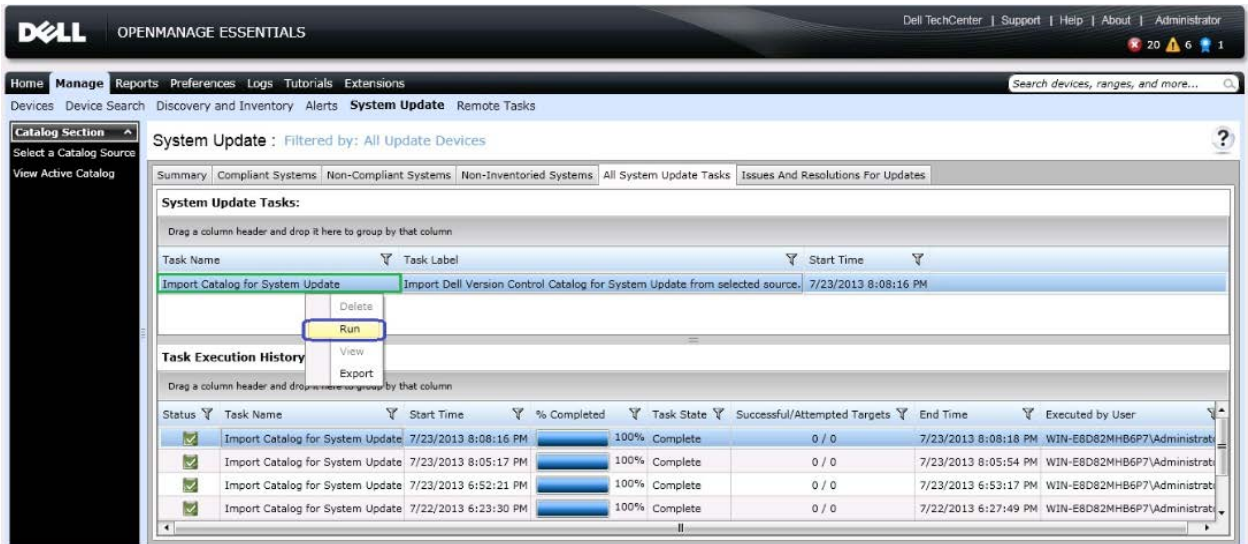 DELL OPENMANAGE ESSENTIALS
Dell TechCenter | Support | Help | About | Administrator
20 6 1
Home Manage Reports Preferences Logs Tutorials Extensions Search devices, ranges, and more...
Devices Device Search Discovery and Inventory Alerts System Update Remote Tasks
Catalog Section
Select a Catalog Source
View Active Catalog
System Update : Filtered by: All Update Devices ?
Summary Compliant Systems Non-Compliant Systems Non-Inventoried Systems All System Update Tasks Issues And Resolutions For Updates
System Update Tasks:
Drag a column header and drop it here to group by that column
Task Name Task Label Start Time
Import Catalog for System Update Import Dell Version Control Catalog for System Update from selected source. 7/23/2013 8:08:16 PM
Delete
Run
View
Export
Task Execution History
Drag a column header and drop it here to group by that column
Status Task Name Start Time % Completed Task State Successful/Attempted Targets End Time Executed by User
Import Catalog for System Update 7/23/2013 8:08:16 PM 100% Complete 0 / 0 7/23/2013 8:08:18 PM WIN-E8D82MHB6P7\Administrat
Import Catalog for System Update 7/23/2013 8:05:17 PM 100% Complete 0 / 0 7/23/2013 8:05:54 PM WIN-E8D82MHB6P7\Administrat
Import Catalog for System Update 7/23/2013 6:52:21 PM 100% Complete 0 / 0 7/23/2013 6:53:17 PM WIN-E8D82MHB6P7\Administrat
Import Catalog for System Update 7/22/2013 6:23:30 PM 100% Complete 0 / 0 7/22/2013 6:27:49 PM WIN-E8D82MHB6P7\Administrat